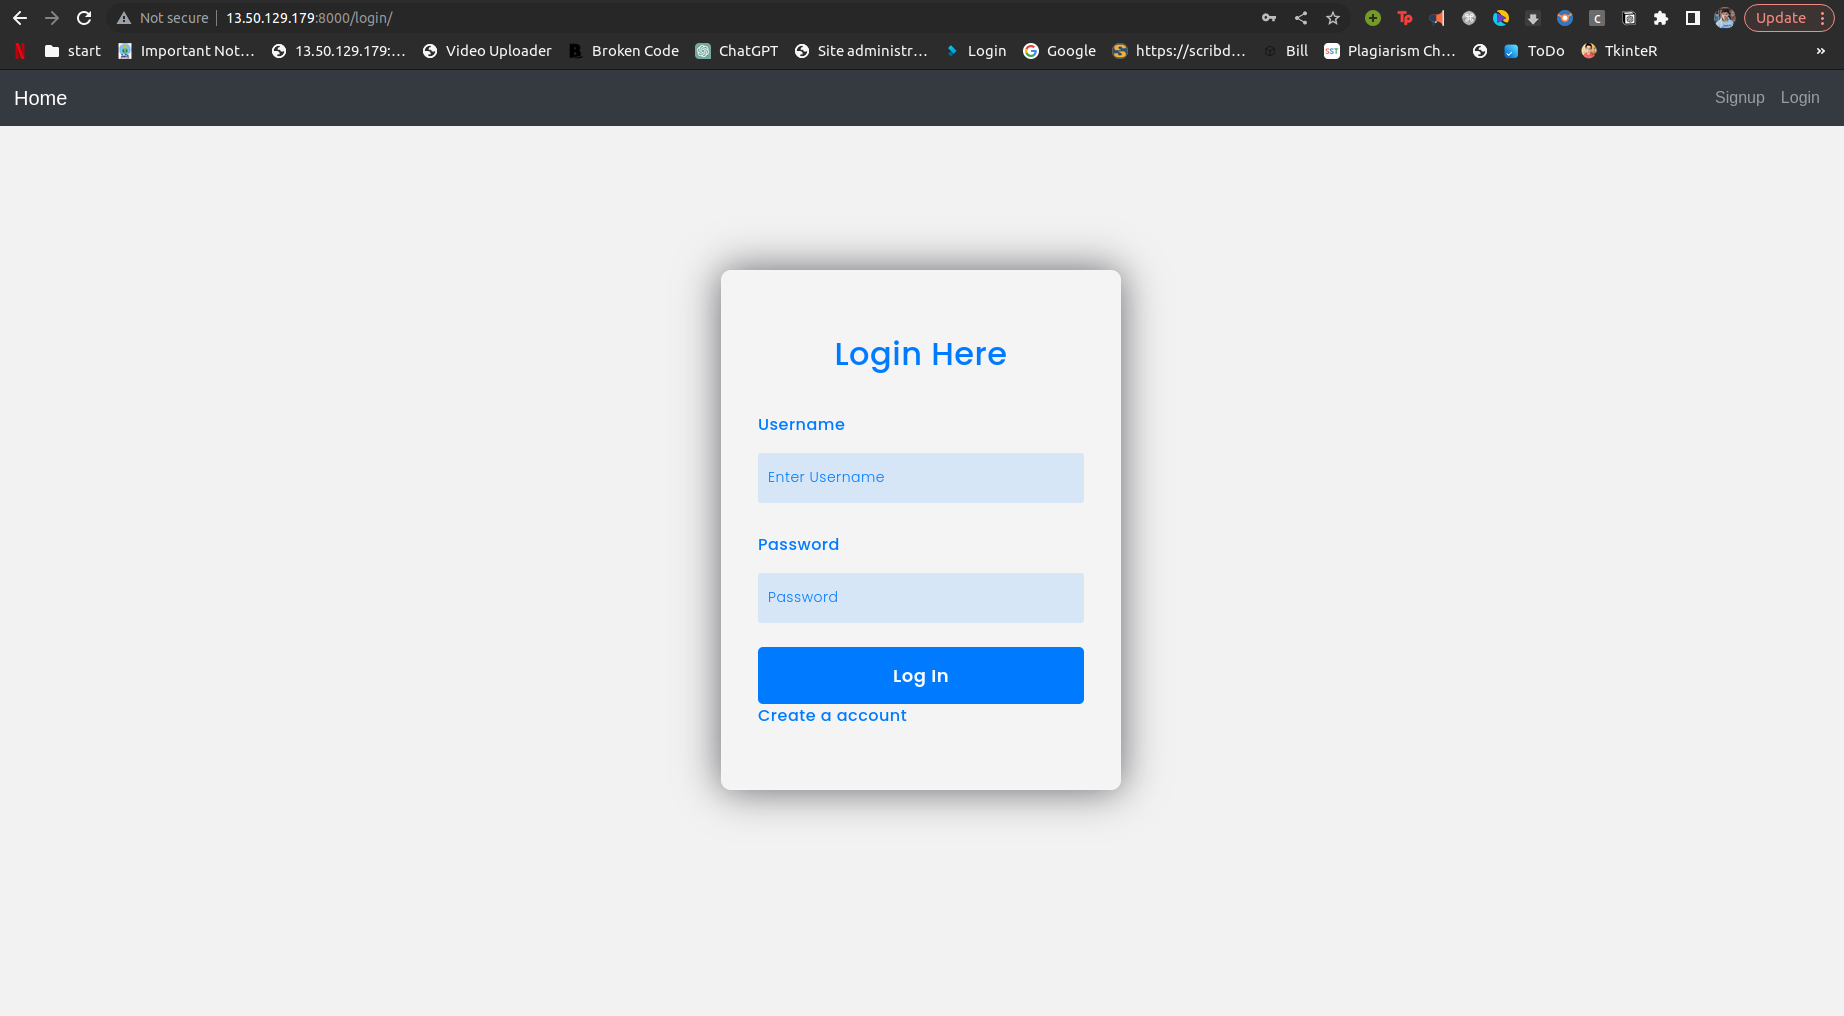 Not secure 13.50.129.179:8000/login/ Update
start Important Not... 13.50.129.179:... Video Uploader Broken Code ChatGPT Site administr... Login Google https://scribd... Bill SST Plagiarism Ch... ToDo TkinteR »
Home Signup Login
Login Here
Username
Enter Username
Password
Password
Log In
Create a account